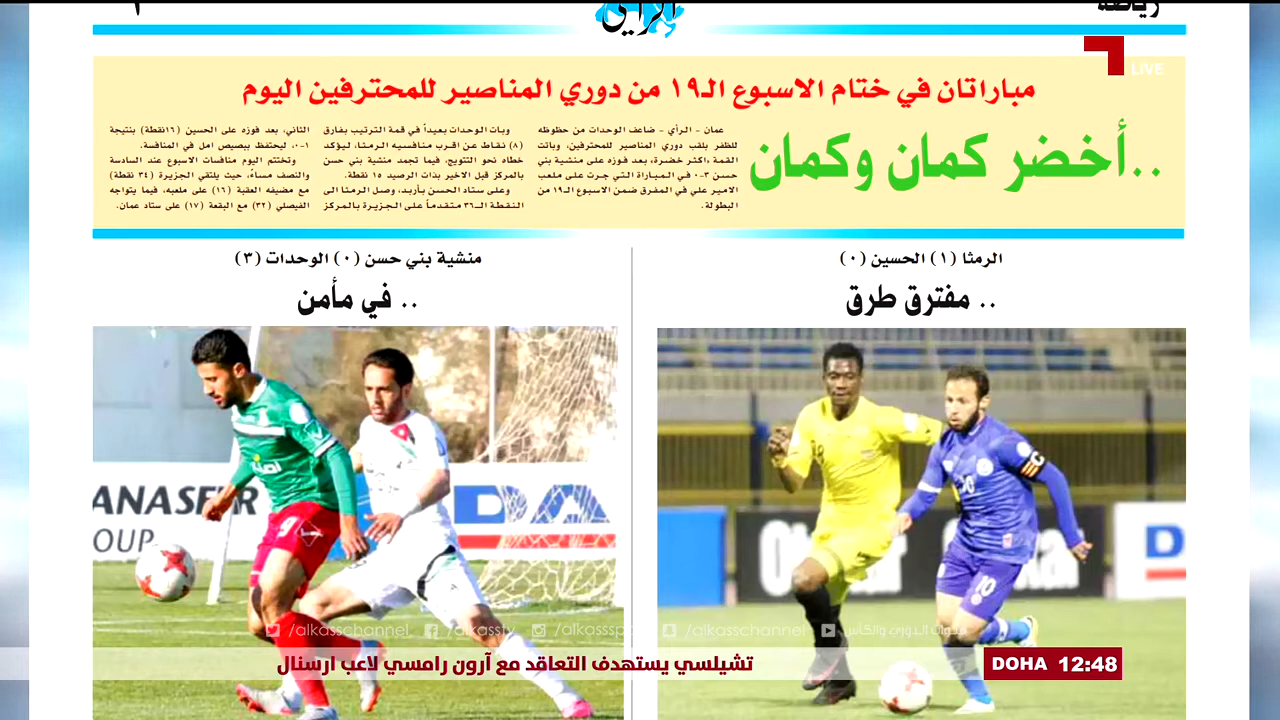 رياضة
الرأي
LIVE
مباراتان في ختام الاسبوع الـ١٩ من دوري المناصير للمحترفين اليوم
..أخضر كمان وكمان
عمان - الرأي - ضاعف الوحدات من حظوظه
للظفر بلقب دوري المناصير للمحترفين، وباتت
القمة ،اكثر خضرة، بعد فوزه على منشية بني
حسن ٣-٠ في المباراة التي جرت على ملعب
الامير علي في المفرق ضمن الاسبوع الـ١٩ من
البطولة.
وبات الوحدات بعيداً في قمة الترتيب بفارق
(٨) نقاط عن اقرب منافسيه الرمثا، ليؤكد
خطاه نحو التتويج، فيما تجمد منشية بني حسن
بالمركز قبل الاخير بذات الرصيد ١٥ نقطة.
وعلى ستاد الحسن بأربد، وصل الرمثا الى
النقطة الـ٣٦ متقدماً على الجزيرة بالمركز
الثاني، بعد فوزه على الحسين (١٦نقطة) بنتيجة
١-٠، ليحتفظ ببصيص امل في المنافسة.
وتختتم اليوم منافسات الاسبوع عند السادسة
والنصف مساءً، حيث يلتقي الجزيرة (٣٤ نقطة)
مع مضيفه العقبة (١٦) على ملعبه، فيما يتواجه
الفيصلي (٣٢) مع البقعة (١٧) على ستاد عمان.
الرمثا (١) الحسين (٠)
.. مفترق طرق
منشية بني حسن (٠) الوحدات (٣)
.. في مأمن
ANASEER
OUP
/alkasschannel
/alkasstv
/alkasssports
/alkasschannel
قنوات الدوري والكأس
تشيلسي يستهدف التعاقد مع آرون رامسي لاعب ارسنال
DOHA 12:48